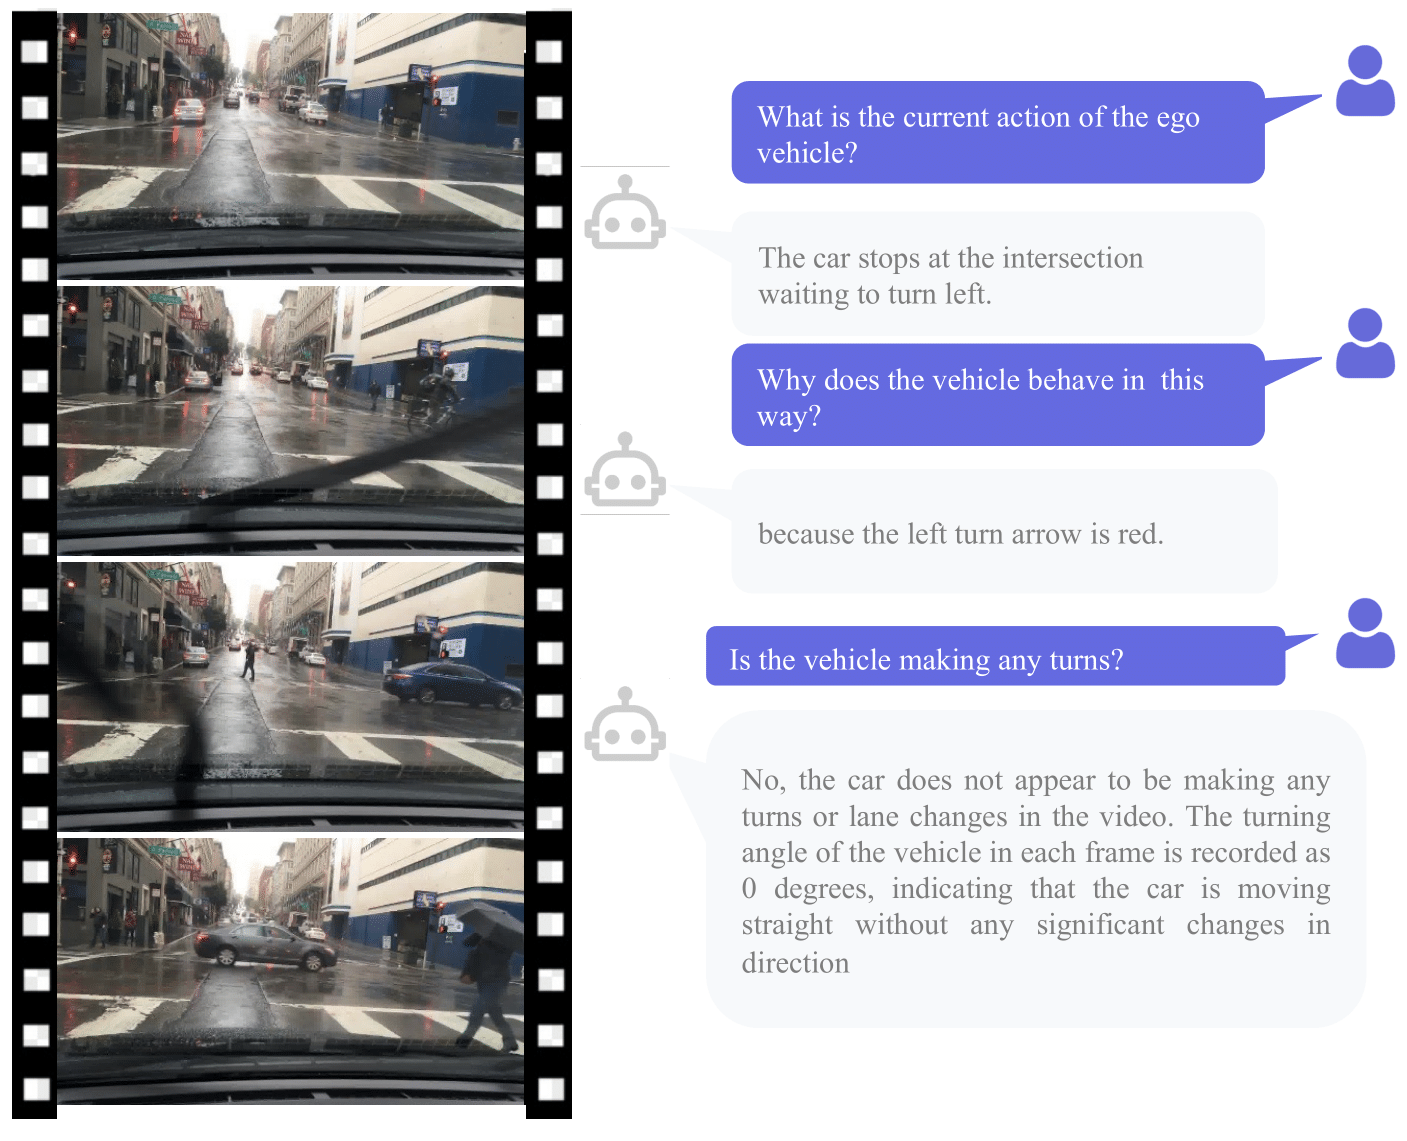 What is the current action of the ego
vehicle?
The car stops at the intersection
waiting to turn left.
Why does the vehicle behave in this
way?
because the left turn arrow is red.
Is the vehicle making any turns?
No, the car does not appear to be making any
turns or lane changes in the video. The turning
angle of the vehicle in each frame is recorded as
0 degrees, indicating that the car is moving
straight without any significant changes in
direction